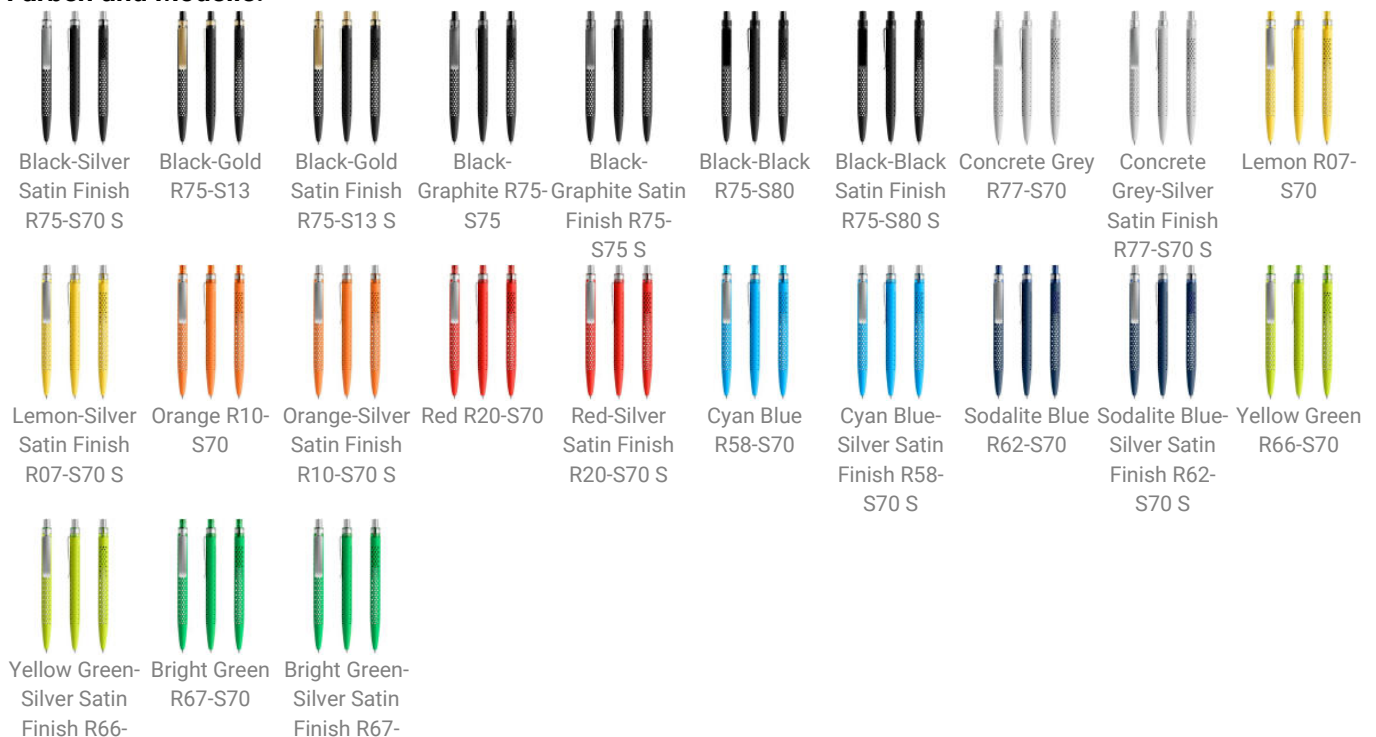 Farben und Modelle:
Black-Silver
Satin Finish
R75-S70 S
Black-Gold
R75-S13
Black-Gold
Satin Finish
R75-S13 S
Black-
Graphite R75-
S75
Black-
Graphite Satin
Finish R75-
S75 S
Black-Black
R75-S80
Black-Black
Satin Finish
R75-S80 S
Concrete Grey
R77-S70
Concrete
Grey-Silver
Satin Finish
R77-S70 S
Lemon R07-
S70
Lemon-Silver
Satin Finish
R07-S70 S
Orange R10-
S70
Orange-Silver
Satin Finish
R10-S70 S
Red R20-S70
Red-Silver
Satin Finish
R20-S70 S
Cyan Blue
R58-S70
Cyan Blue-
Silver Satin
Finish R58-
S70 S
Sodalite Blue
R62-S70
Sodalite Blue-
Silver Satin
Finish R62-
S70 S
Yellow Green
R66-S70
Yellow Green-
Silver Satin
Finish R66-
Bright Green
R67-S70
Bright Green-
Silver Satin
Finish R67-